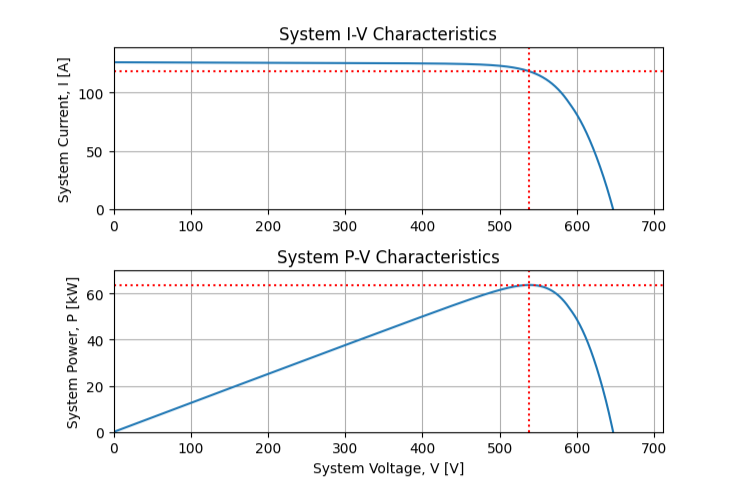 System I-V Characteristics
System Current, I [A]
100
50
0
0 100 200 300 400 500 600 700
System P-V Characteristics
System Power, P [kW]
60
40
20
0
0 100 200 300 400 500 600 700
System Voltage, V [V]